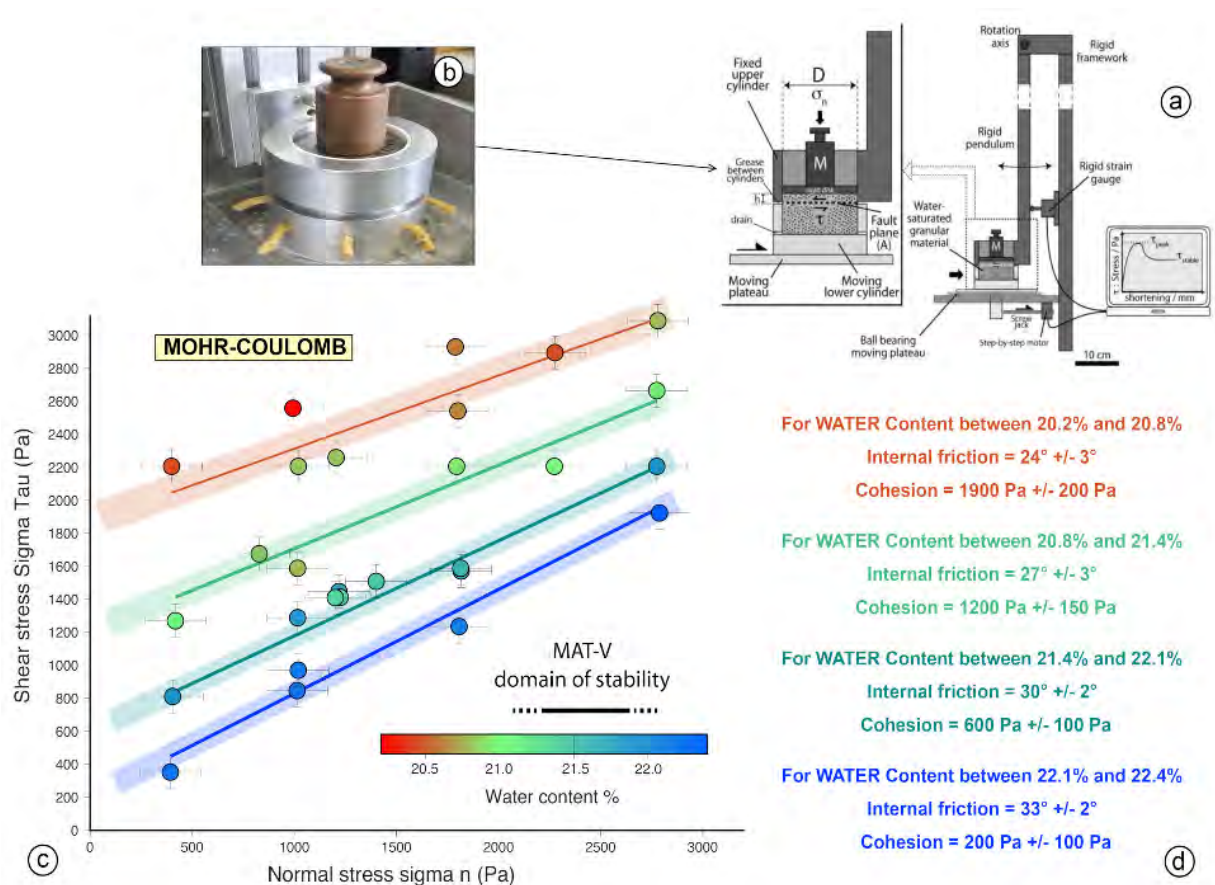 b
Fixed
upper
cylinder
D
σn
M
Grease
between
cylinders
h
drain
τ
Fault
plane
(A)
Moving
plateau
Moving
lower cylinder
Rotation
axis
Rigid
framework
a
Rigid
pendulum
Rigid strain
gauge
Water-
saturated
granular
material
M
τ : Stress / Pa
τpeak
τstable
shortening / mm
Screw
jack
Ball bearing
moving plateau
Step-by-step motor
10 cm
c
MOHR-COULOMB
Shear stress Sigma Tau (Pa)
3000
2800
2600
2400
2200
2000
1800
1600
1400
1200
1000
800
600
400
200
0
0 500 1000 1500 2000 2500 3000
Normal stress sigma n (Pa)
MAT-V
domain of stability
20.5 21.0 21.5 22.0
Water content %
For WATER Content between 20.2% and 20.8%
Internal friction = 24° +/- 3°
Cohesion = 1900 Pa +/- 200 Pa
For WATER Content between 20.8% and 21.4%
Internal friction = 27° +/- 3°
Cohesion = 1200 Pa +/- 150 Pa
For WATER Content between 21.4% and 22.1%
Internal friction = 30° +/- 2°
Cohesion = 600 Pa +/- 100 Pa
For WATER Content between 22.1% and 22.4%
Internal friction = 33° +/- 2°
Cohesion = 200 Pa +/- 100 Pa
d